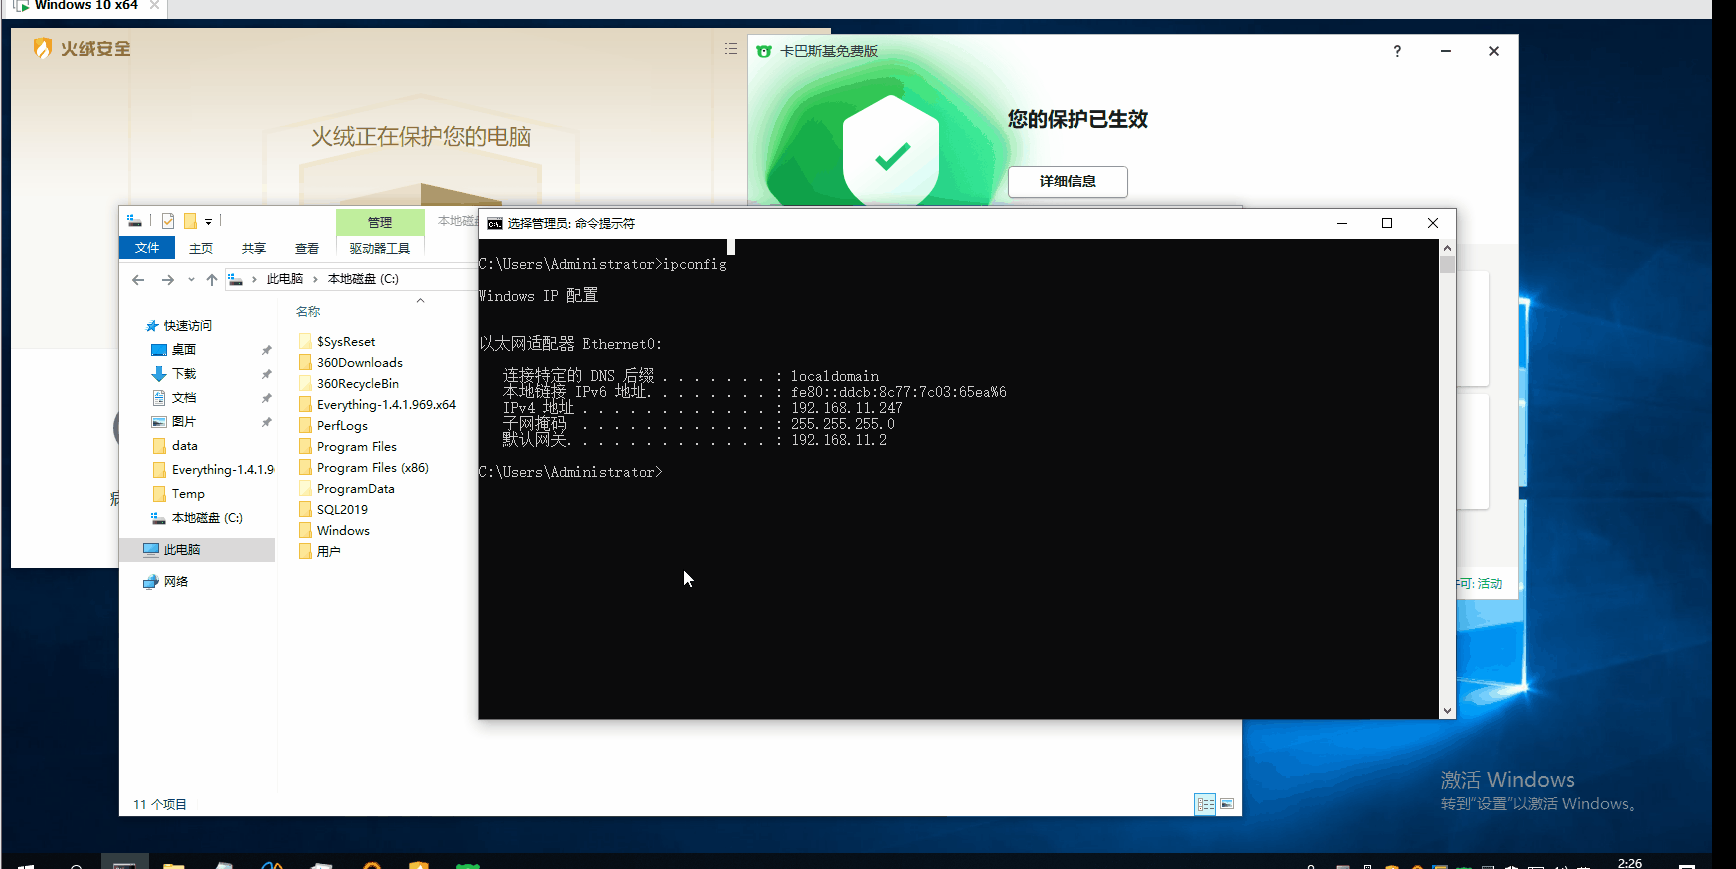 Windows 10 x64
火绒安全
火绒正在保护您的电脑
卡巴斯基免费版
?
您的保护已生效
详细信息
管理
本地磁盘
文件
主页
共享
查看
驱动器工具
此电脑 › 本地磁盘 (C:)
名称
快速访问
桌面
下载
文档
图片
data
Everything-1.4.1.9
Temp
本地磁盘 (C:)
此电脑
网络
$SysReset
360Downloads
360RecycleBin
Everything-1.4.1.969.x64
PerfLogs
Program Files
Program Files (x86)
ProgramData
SQL2019
Windows
用户
11 个项目
选择管理员: 命令提示符
C:\Users\Administrator>ipconfig
Windows IP 配置
以太网适配器 Ethernet0:
连接特定的 DNS 后缀 . . . . . . . : localdomain
本地链接 IPv6 地址. . . . . . . . : fe80::ddcb:8c77:7c03:65ea%6
IPv4 地址 . . . . . . . . . . . . : 192.168.11.247
子网掩码  . . . . . . . . . . . . : 255.255.255.0
默认网关. . . . . . . . . . . . . : 192.168.11.2
C:\Users\Administrator>
可: 活动
激活 Windows
转到"设置"以激活 Windows。
2:26